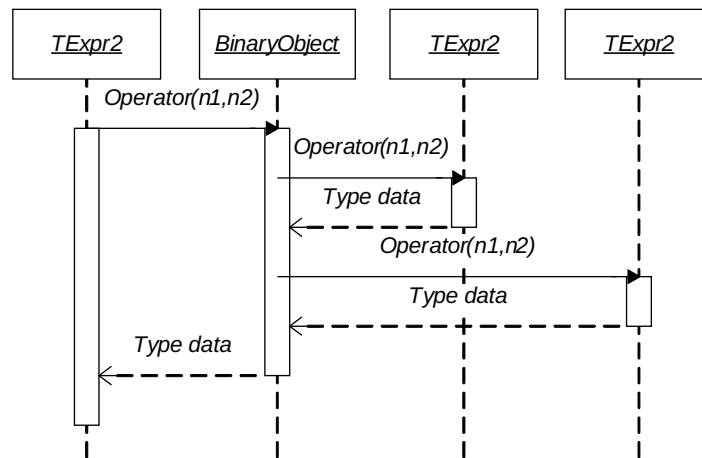 TExpr2
BinaryObject
TExpr2
TExpr2
Operator(n1,n2)
Operator(n1,n2)
Type data
Operator(n1,n2)
Type data
Type data